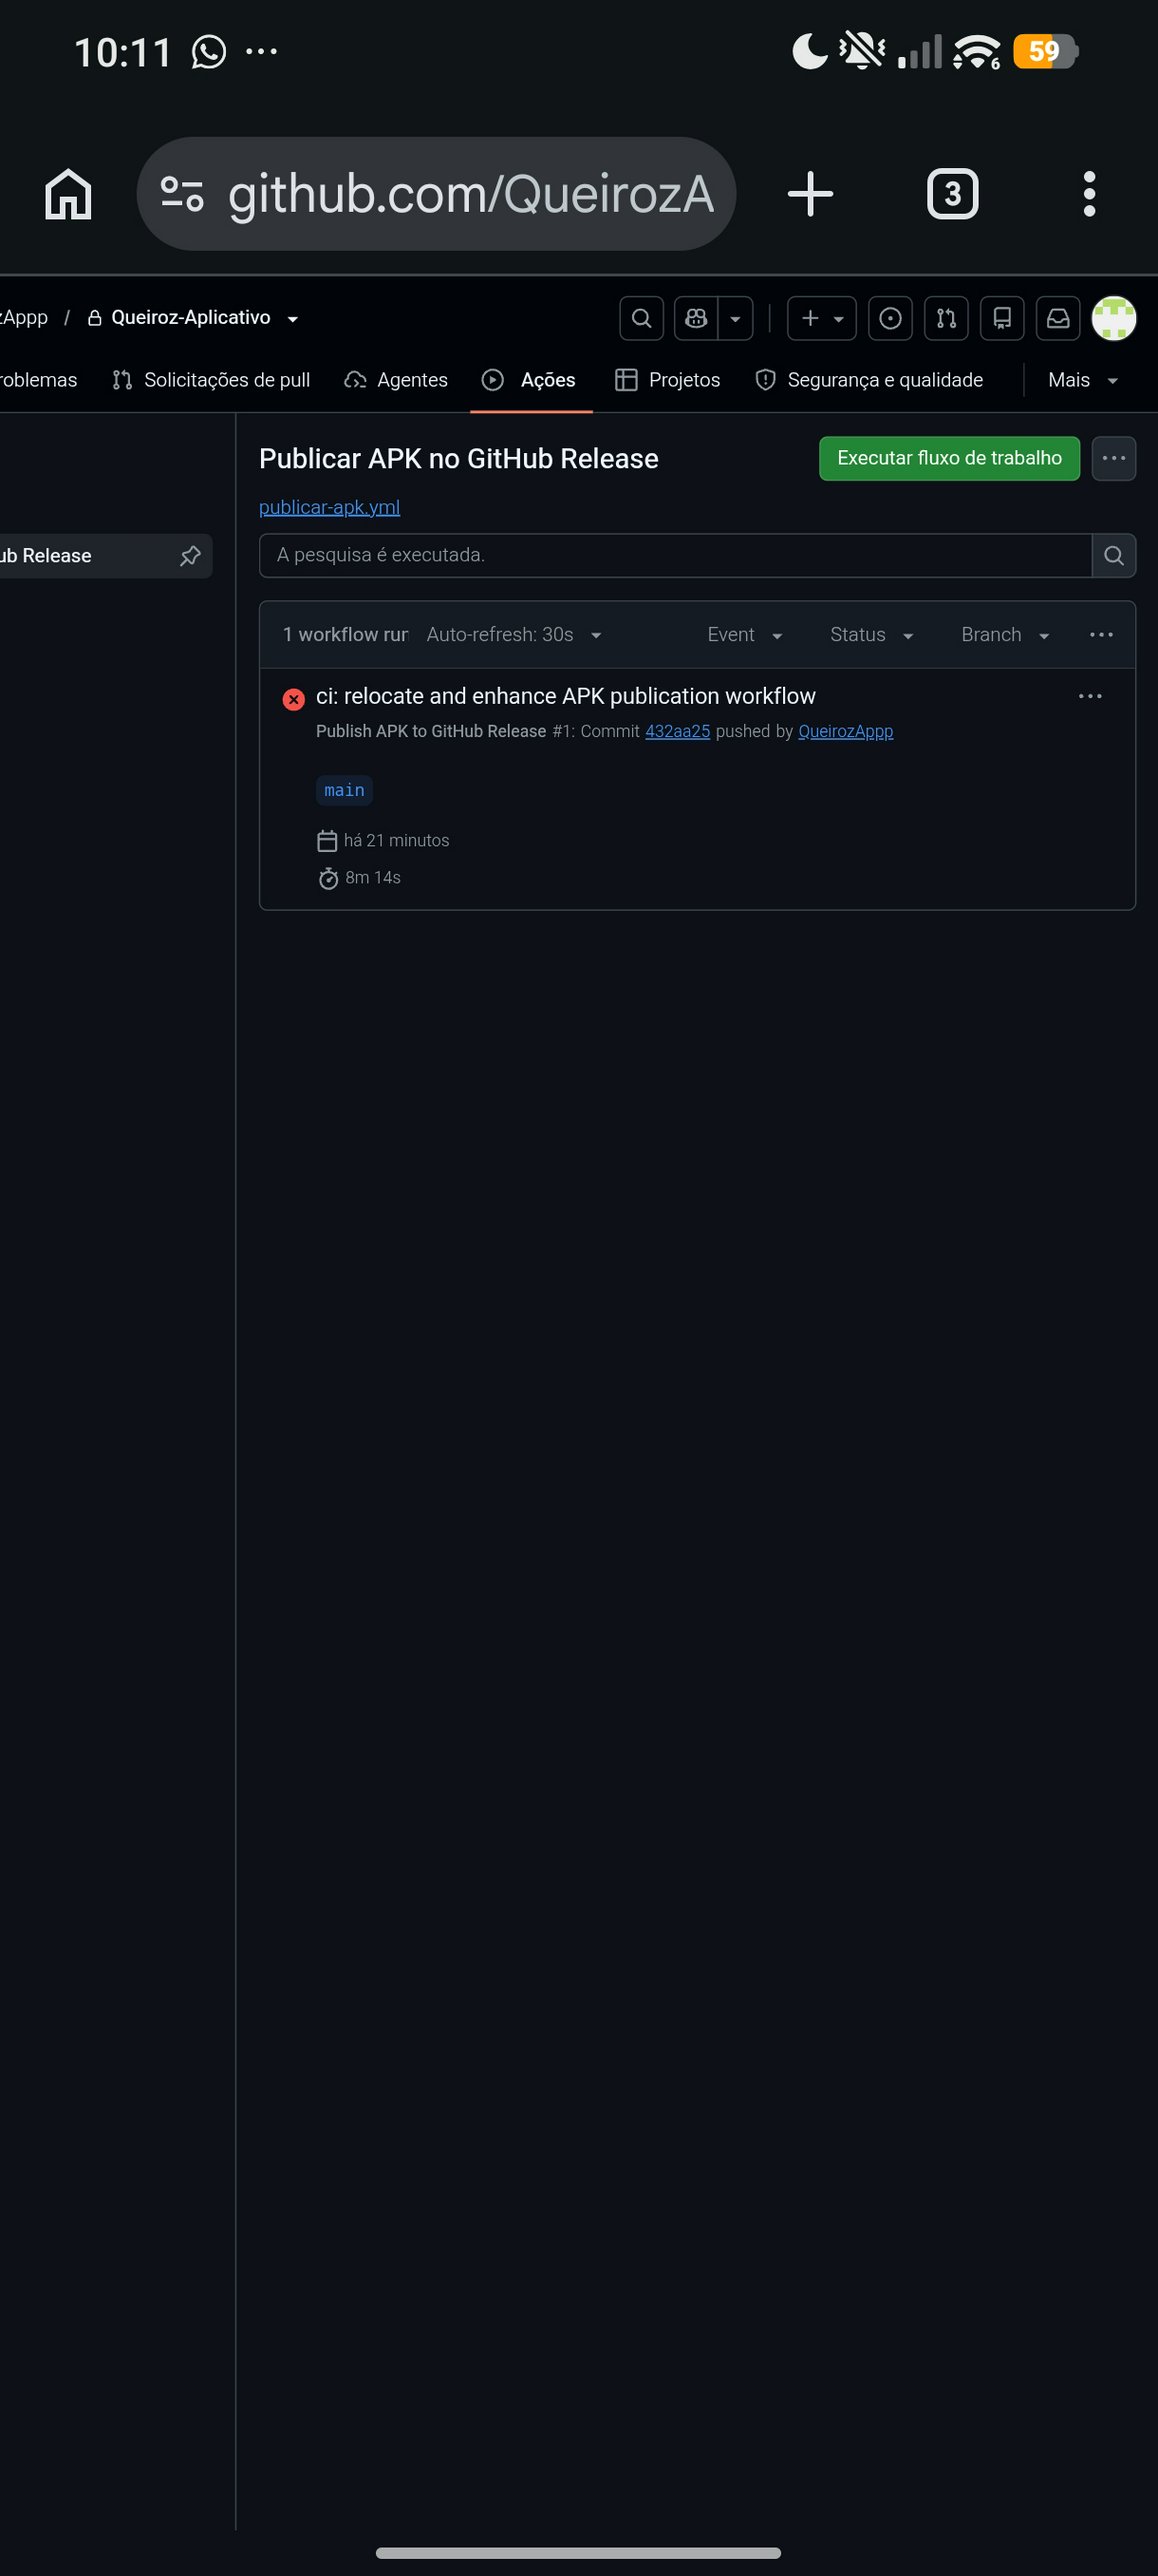 10:11
6
59
github.com/QueirozA
3
zAppp / Queiroz-Aplicativo
roblemas
Solicitações de pull
Agentes
Ações
Projetos
Segurança e qualidade
Mais
Publicar APK no GitHub Release
Executar fluxo de trabalho
publicar-apk.yml
ub Release
A pesquisa é executada.
1 workflow run
Auto-refresh: 30s
Event
Status
Branch
ci: relocate and enhance APK publication workflow
Publish APK to GitHub Release #1: Commit 432aa25 pushed by QueirozAppp
main
há 21 minutos
8m 14s